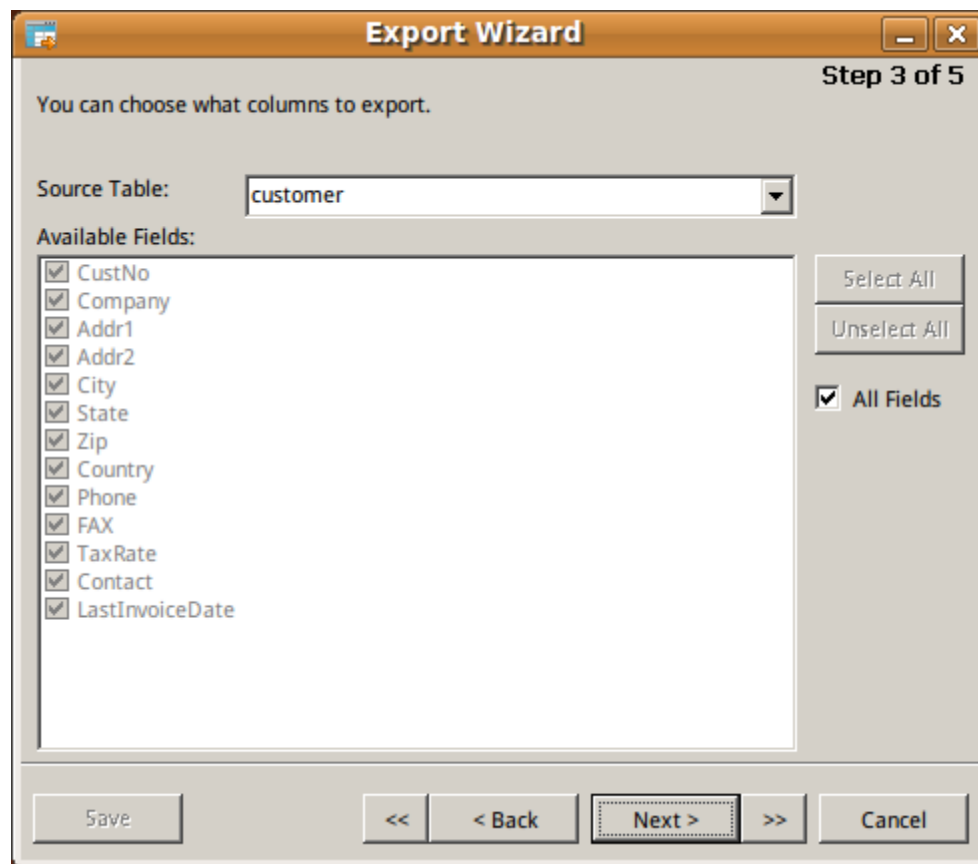 Export Wizard
Step 3 of 5
You can choose what columns to export.
Source Table:
customer
Available Fields:
CustNo
Company
Addr1
Addr2
City
State
Zip
Country
Phone
FAX
TaxRate
Contact
LastInvoiceDate
Select All
Unselect All
All Fields
Save
<<
< Back
Next >
>>
Cancel